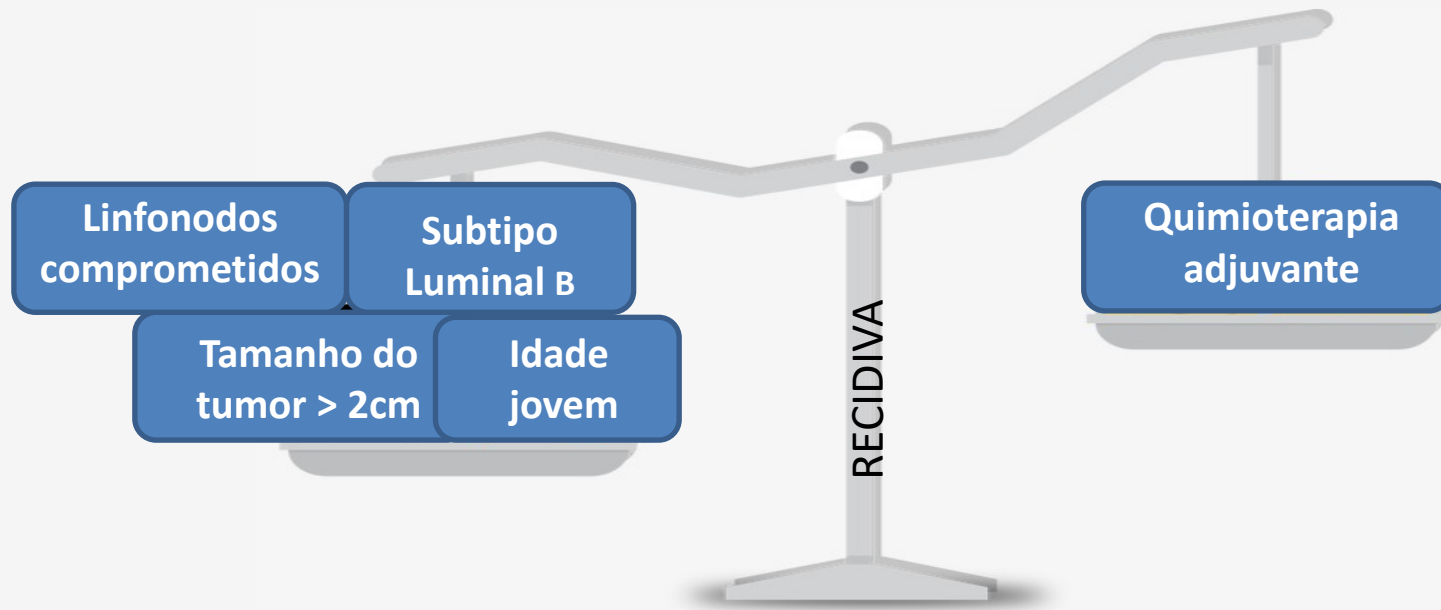 Linfonodos
comprometidos
Subtipo
Luminal B
Tamanho do
tumor > 2cm
Idade
jovem
RECIDIVA
Quimioterapia
adjuvante